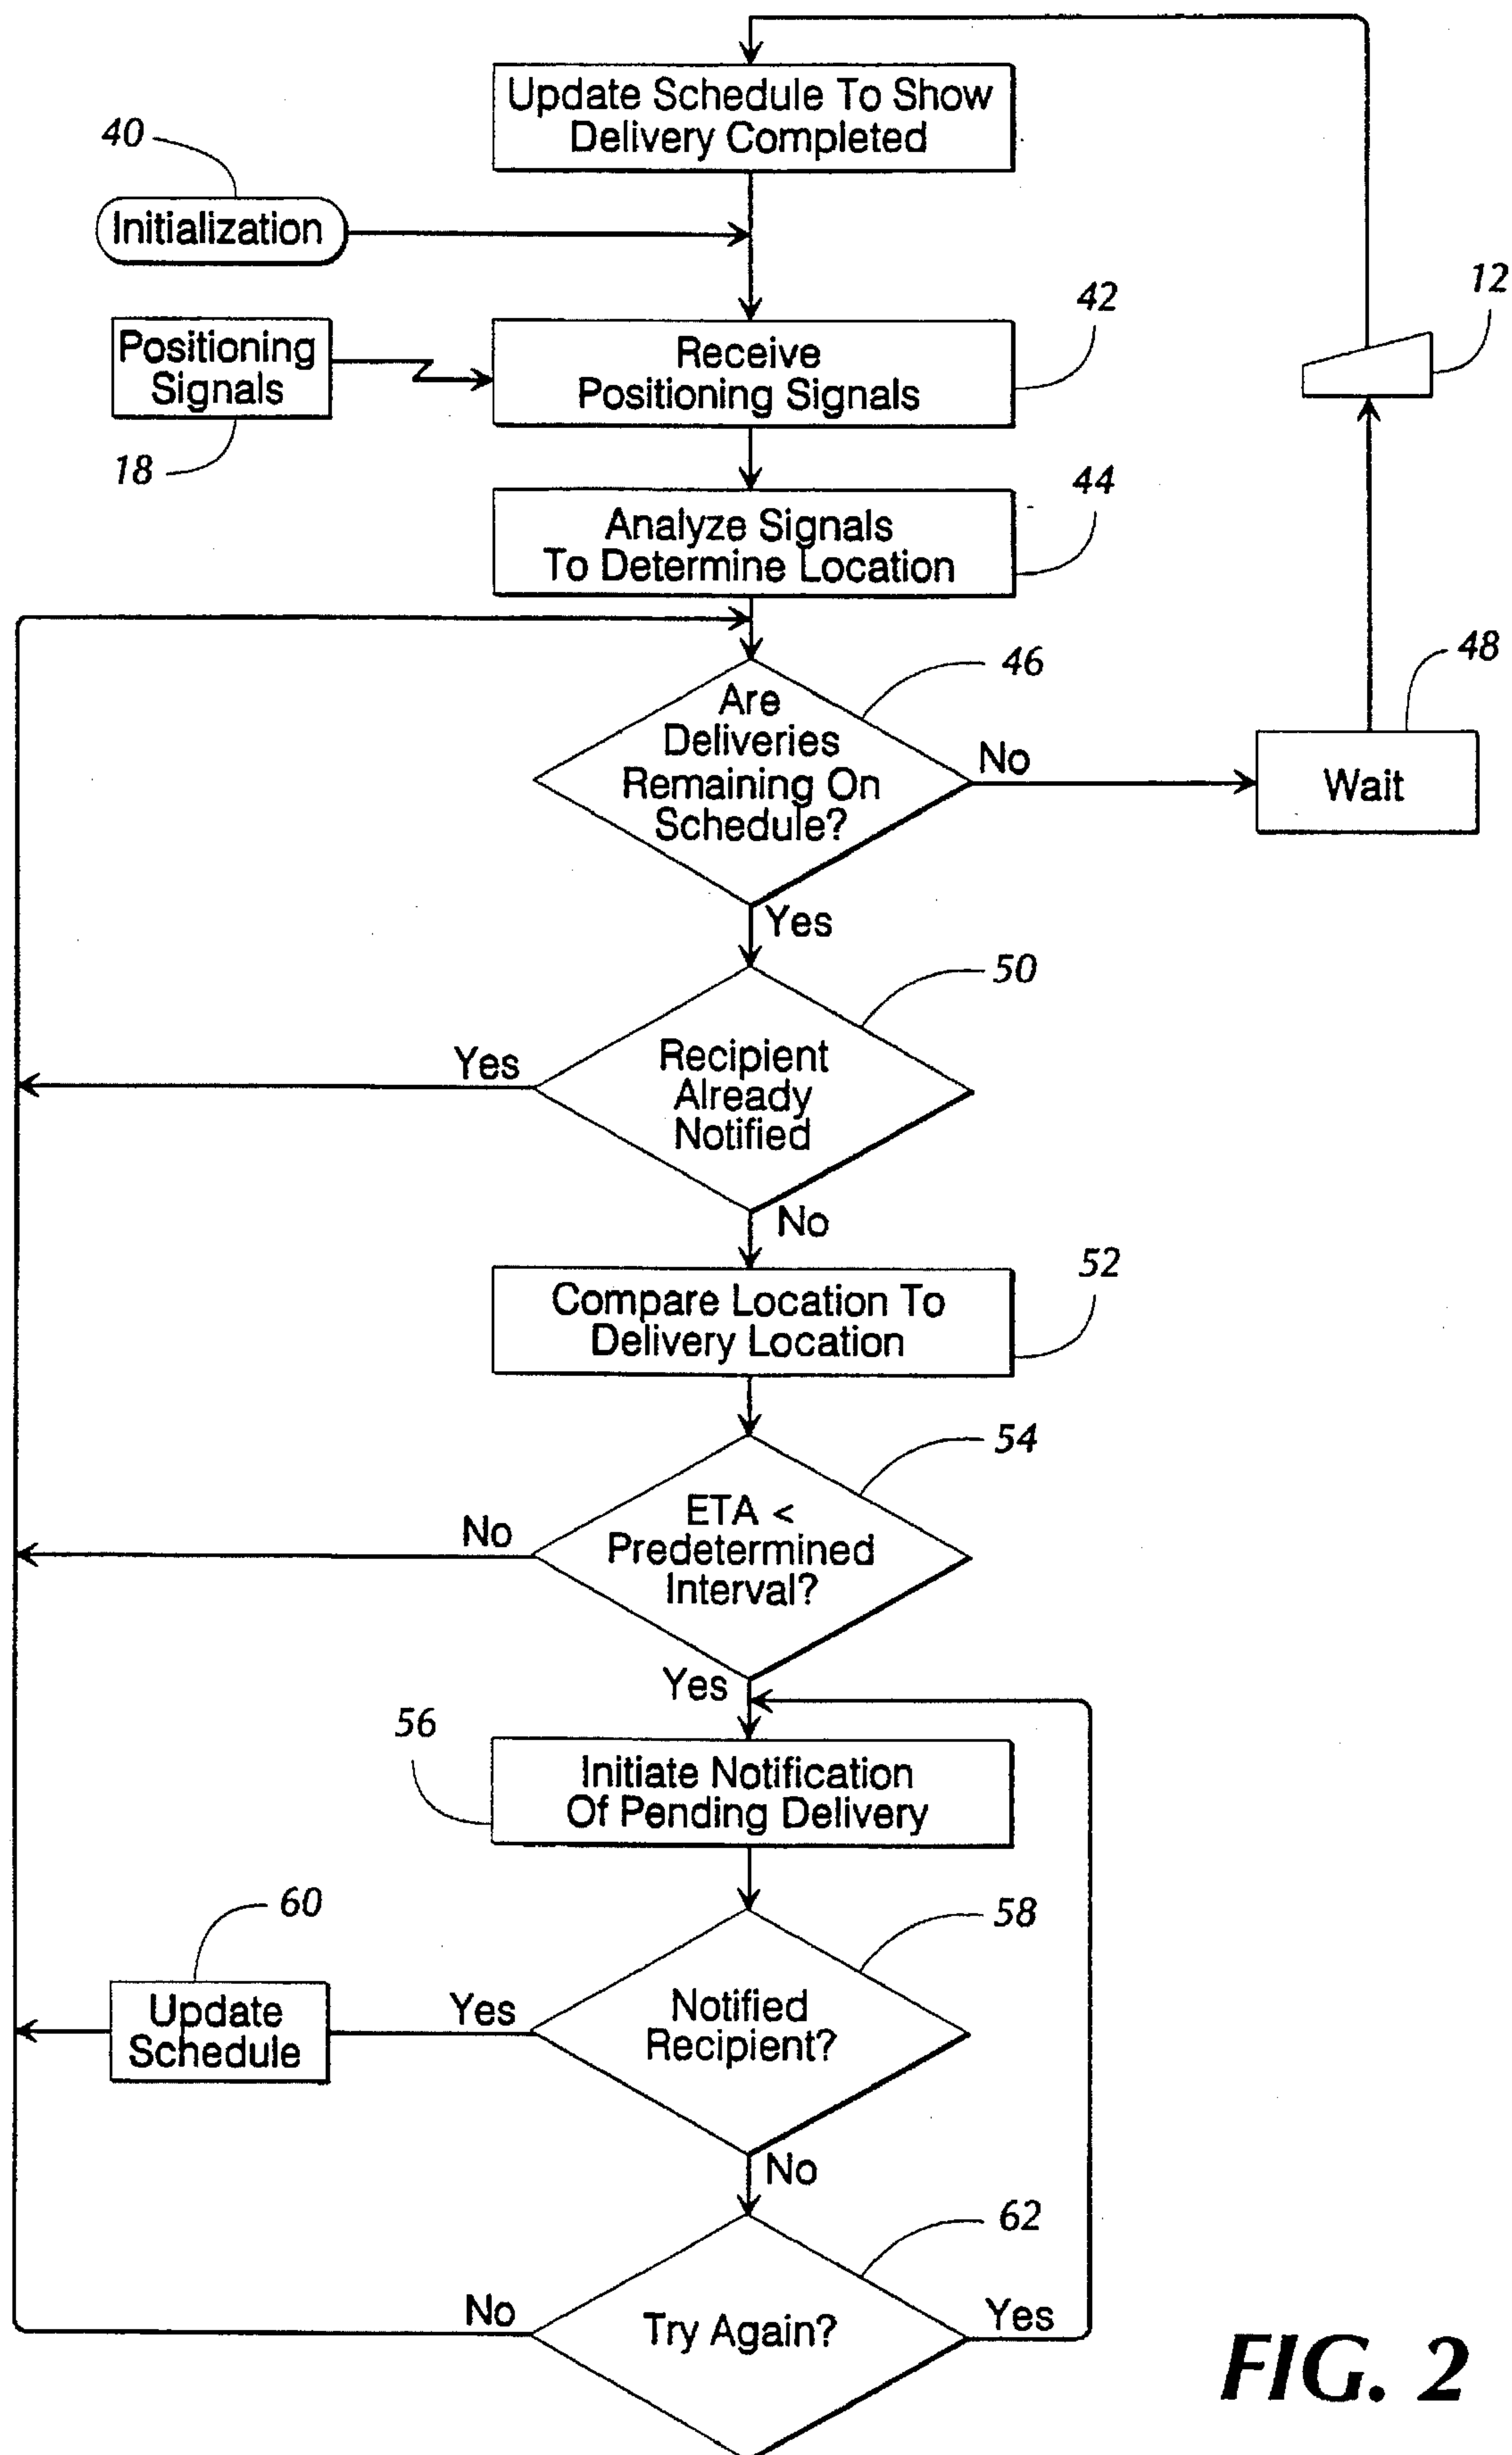 Update Schedule To Show
Delivery Completed
40
Initialization
12
42
Positioning
Signals
Receive
Positioning Signals
18
44
Analyze Signals
To Determine Location
46
48
Are
Deliveries
Remaining On
Schedule?
No
Wait
Yes
50
Recipient
Already
Notified
Yes
No
52
Compare Location To
Delivery Location
54
ETA <
Predetermined
Interval?
No
Yes
56
Initiate Notification
Of Pending Delivery
60
58
Update
Schedule
Yes
Notified
Recipient?
No
62
No
Try Again?
Yes
FIG. 2